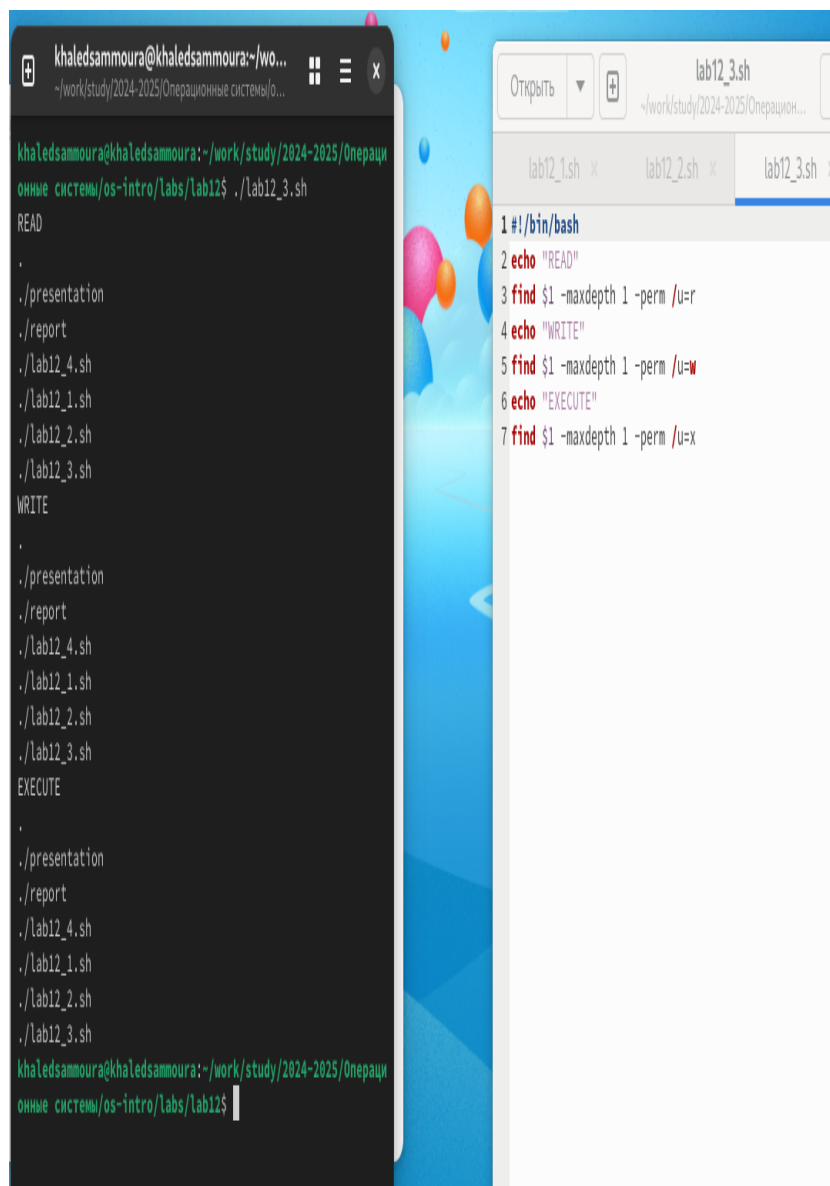 khaledsammoura@khaledsammoura:~/wo...
~/work/study/2024-2025/Операционные системы/o...
khaledsammoura@khaledsammoura:~/work/study/2024-2025/Операци
онные системы/os-intro/labs/lab12$ ./lab12_3.sh
READ
.
./presentation
./report
./lab12_4.sh
./lab12_1.sh
./lab12_2.sh
./lab12_3.sh
WRITE
.
./presentation
./report
./lab12_4.sh
./lab12_1.sh
./lab12_2.sh
./lab12_3.sh
EXECUTE
.
./presentation
./report
./lab12_4.sh
./lab12_1.sh
./lab12_2.sh
./lab12_3.sh
khaledsammoura@khaledsammoura:~/work/study/2024-2025/Операци
онные системы/os-intro/labs/lab12$
Открыть
lab12_3.sh
~/work/study/2024-2025/Операцион...
lab12_1.sh × lab12_2.sh × lab12_3.sh
1 #!/bin/bash
2 echo "READ"
3 find $1 -maxdepth 1 -perm /u=r
4 echo "WRITE"
5 find $1 -maxdepth 1 -perm /u=w
6 echo "EXECUTE"
7 find $1 -maxdepth 1 -perm /u=x